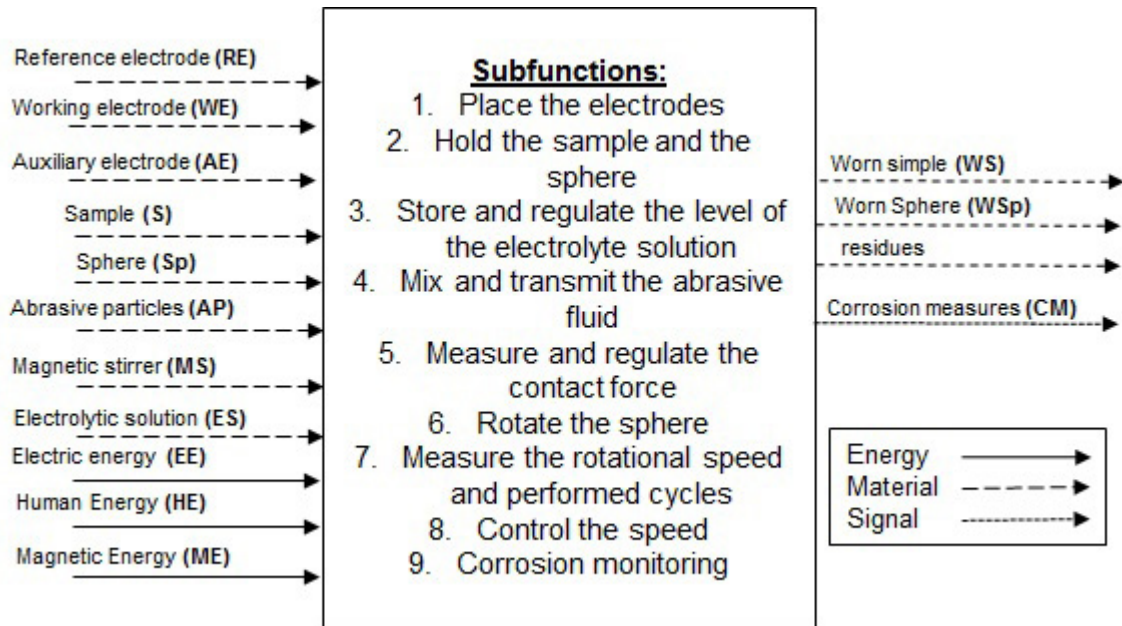 Reference electrode (RE)
Working electrode (WE)
Auxiliary electrode (AE)
Sample (S)
Sphere (Sp)
Abrasive particles (AP)
Magnetic stirrer (MS)
Electrolytic solution (ES)
Electric energy (EE)
Human Energy (HE)
Magnetic Energy (ME)
Subfunctions:
1. Place the electrodes
2. Hold the sample and the
sphere
3. Store and regulate the level of
the electrolyte solution
4. Mix and transmit the abrasive
fluid
5. Measure and regulate the
contact force
6. Rotate the sphere
7. Measure the rotational speed
and performed cycles
8. Control the speed
9. Corrosion monitoring
Worn simple (WS)
Worn Sphere (WSp)
residues
Corrosion measures (CM)
Energy
Material
Signal